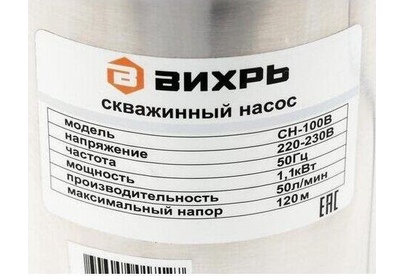 ВИХРЬ
скважинный насос
модель СН-100В
напряжение 220-230В
частота 50Гц
мощность 1,1кВт
производительность 50л/мин
максимальный напор 120м
ЕАС